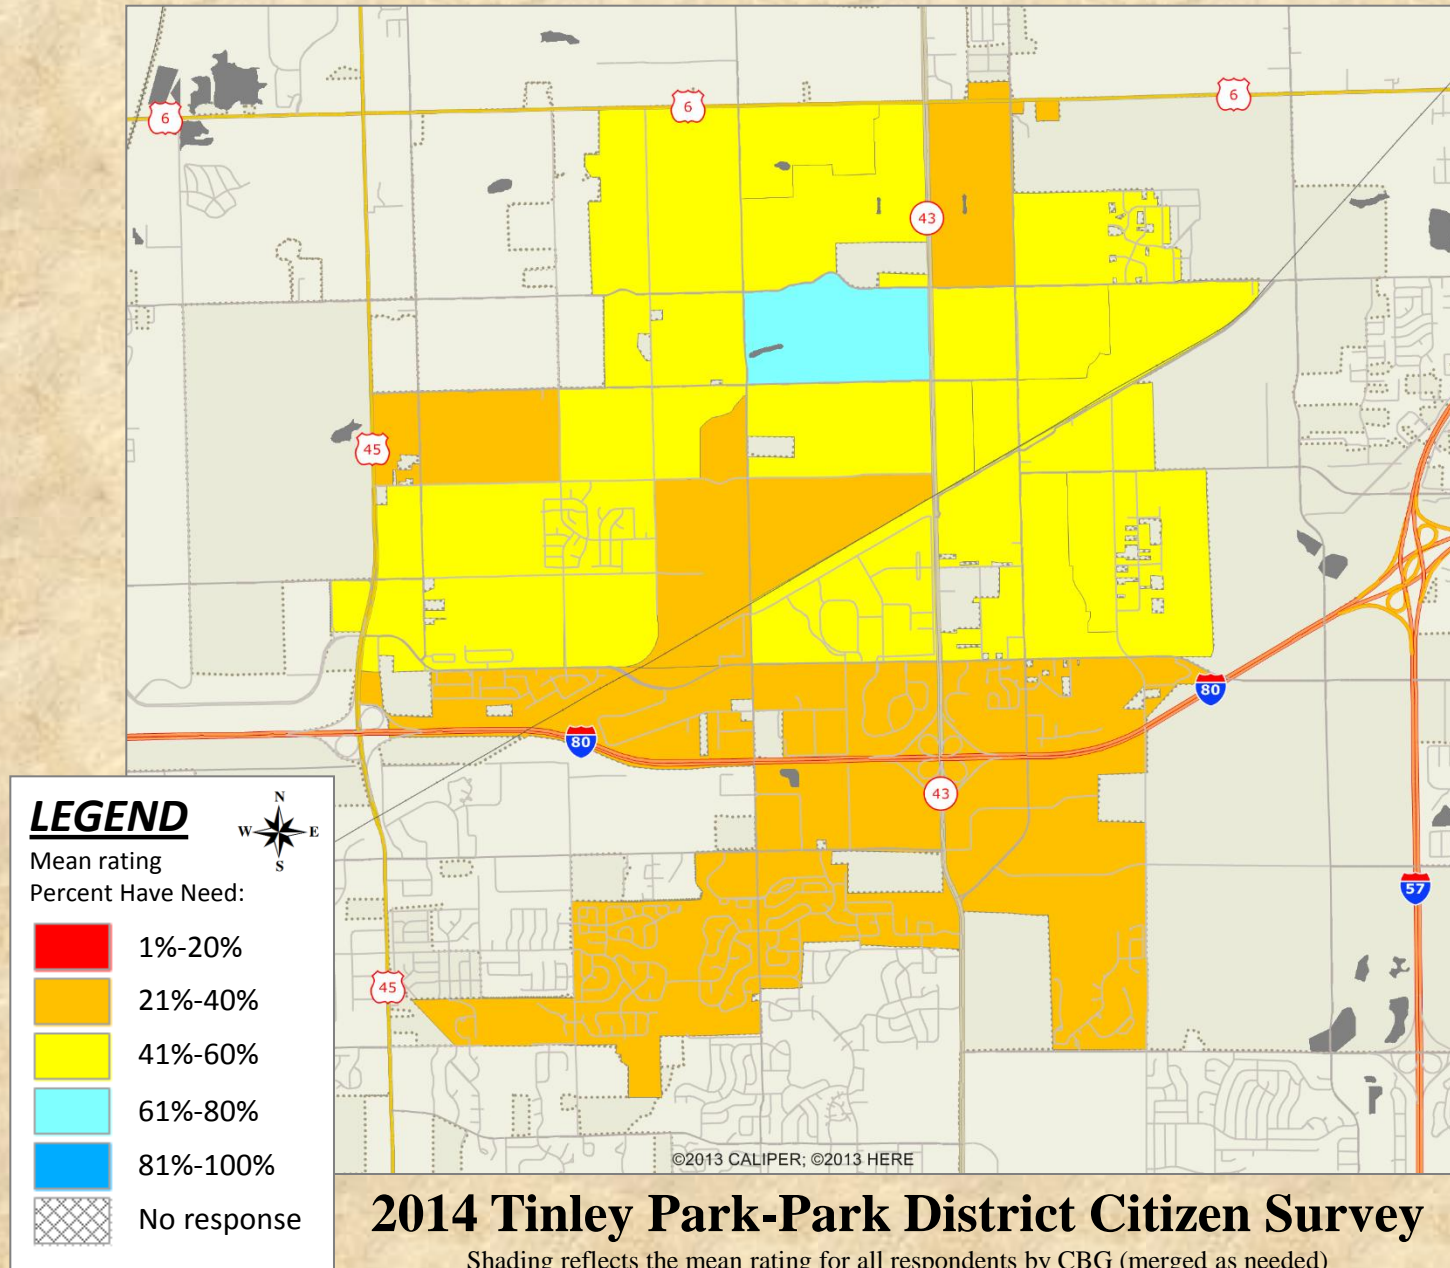 6
6
6
43
45
80
80
43
57
45
LEGEND
N
W E
S
Mean rating
Percent Have Need:
1%-20%
21%-40%
41%-60%
61%-80%
81%-100%
No response
©2013 CALIPER; ©2013 HERE
2014 Tinley Park-Park District Citizen Survey
Shading reflects the mean rating for all respondents by CBG (merged as needed)